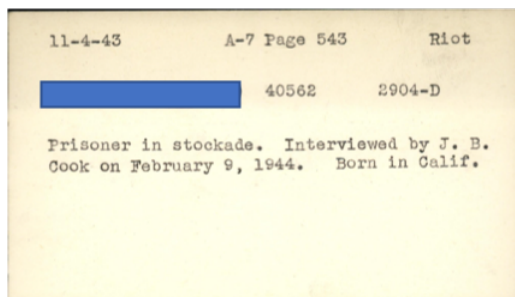 11-4-43 A-7 Page 543 Riot
40562 2904-D
Prisoner in stockade. Interviewed by J. B.
Cook on February 9, 1944. Born in Calif.